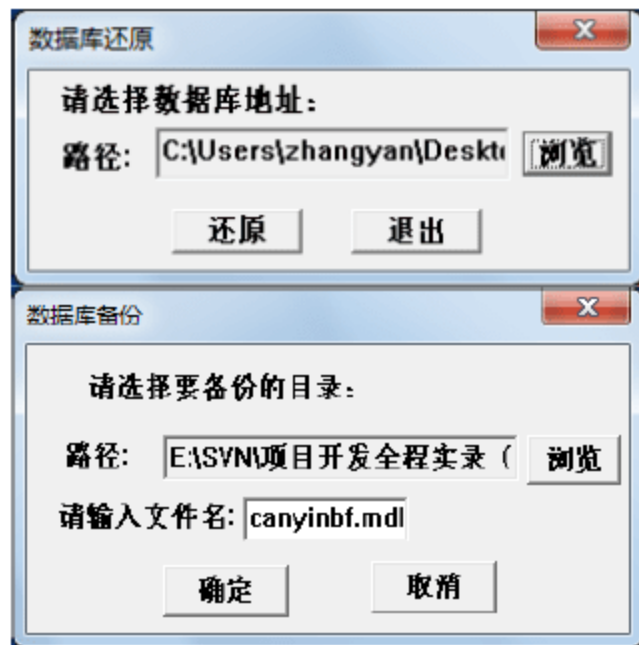 数据库还原
请选择数据库地址：
路径: C:\Users\zhangyan\Deskt
浏览
还原 退出
数据库备份
请选择要备份的目录:
路径: E:\SVN\项目开发全程实录（
浏览
请输入文件名: canyinbf.md
确定 取消